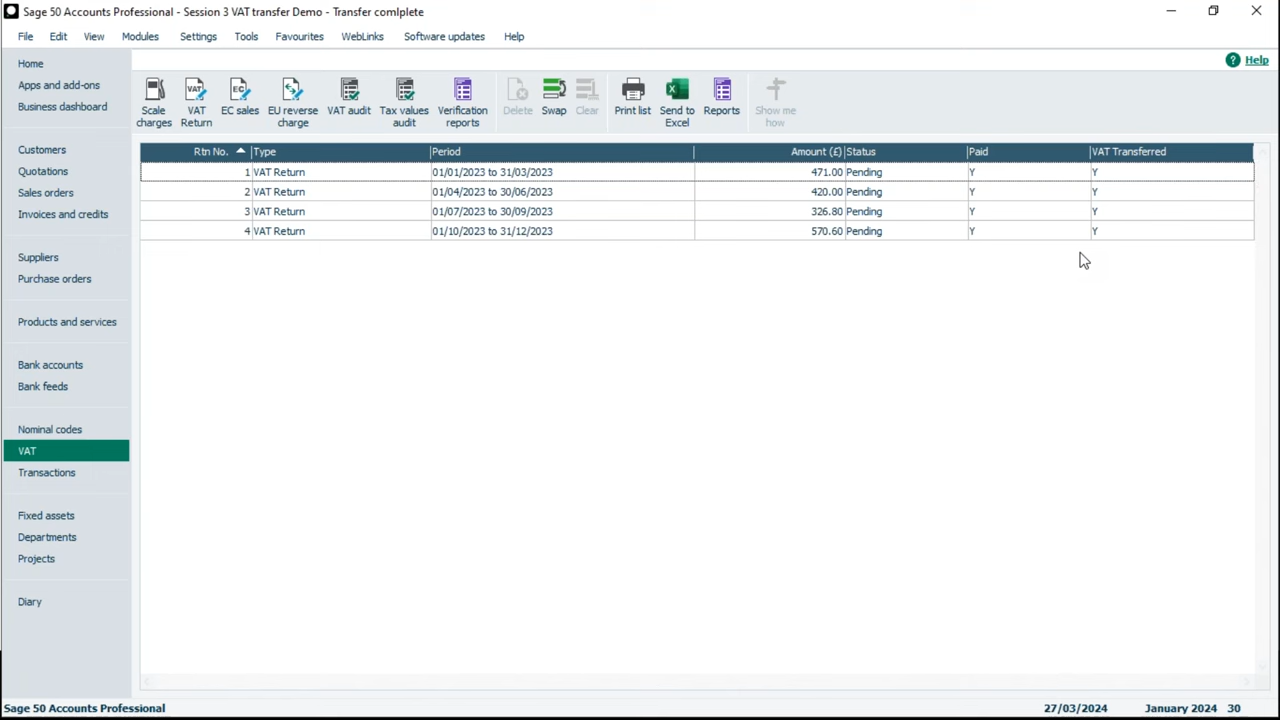 Sage 50 Accounts Professional - Session 3 VAT transfer Demo - Transfer comlplete
File Edit View Modules Settings Tools Favourites WebLinks Software updates Help
Help
Home
Apps and add-ons
Business dashboard
Customers
Quotations
Sales orders
Invoices and credits
Suppliers
Purchase orders
Products and services
Bank accounts
Bank feeds
Nominal codes
VAT
Transactions
Fixed assets
Departments
Projects
Diary
Scale charges
VAT Return
EC sales
EU reverse charge
VAT audit
Tax values audit
Verification reports
Delete
Swap
Clear
Print list
Send to Excel
Reports
Show me how
Rtn No. Type Period Amount (£) Status Paid VAT Transferred
1 VAT Return 01/01/2023 to 31/03/2023 471.00 Pending Y Y
2 VAT Return 01/04/2023 to 30/06/2023 420.00 Pending Y Y
3 VAT Return 01/07/2023 to 30/09/2023 326.80 Pending Y Y
4 VAT Return 01/10/2023 to 31/12/2023 570.60 Pending Y Y
Sage 50 Accounts Professional 27/03/2024 January 2024 30